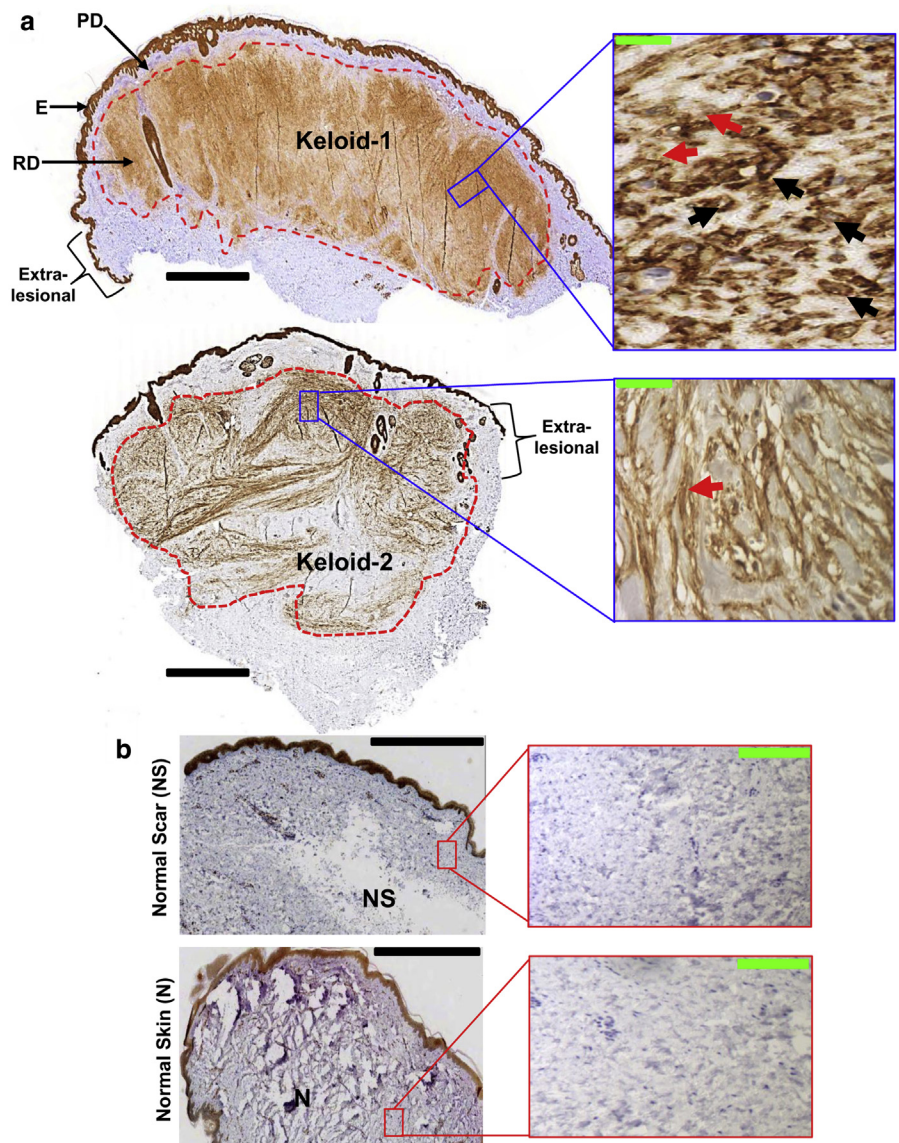 a
PD
E
RD
Keloid-1
Extra-
lesional
Keloid-2
Extra-
lesional
b
Normal Scar (NS)
NS
Normal Skin (N)
N